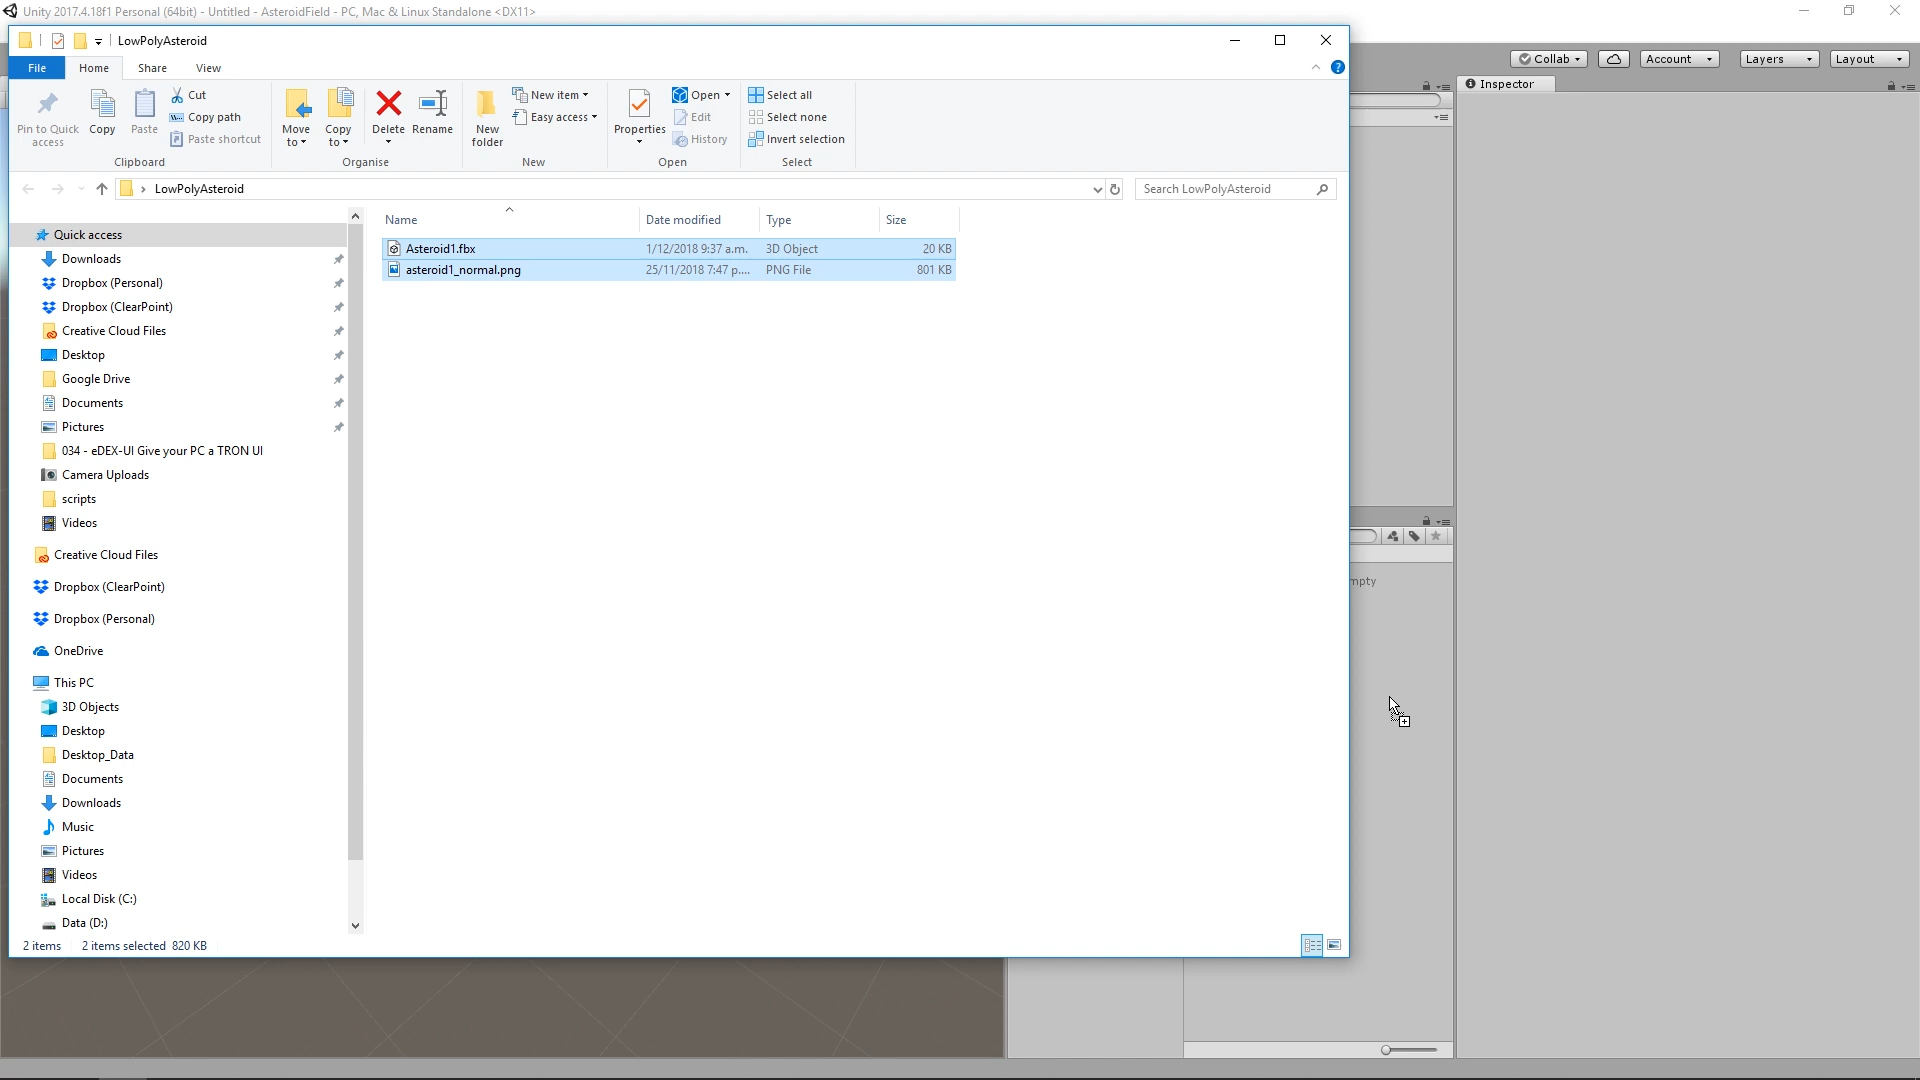 Unity 2017.4.18f1 Personal (64bit) - Untitled - AsteroidField - PC, Mac & Linux Standalone <DX11>
LowPolyAsteroid
File Home Share View
Collab Account Layers Layout
Inspector
Pin to Quick access
Copy
Paste
Cut
Copy path
Paste shortcut
Clipboard
Move to
Copy to
Delete
Rename
Organise
New folder
New item
Easy access
New
Properties
Open
Edit
History
Open
Select all
Select none
Invert selection
Select
LowPolyAsteroid
Search LowPolyAsteroid
Name Date modified Type Size
Asteroid1.fbx 1/12/2018 9:37 a.m. 3D Object 20 KB
asteroid1_normal.png 25/11/2018 7:47 p.... PNG File 801 KB
Quick access
Downloads
Dropbox (Personal)
Dropbox (ClearPoint)
Creative Cloud Files
Desktop
Google Drive
Documents
Pictures
034 - eDEX-UI Give your PC a TRON UI
Camera Uploads
scripts
Videos
Creative Cloud Files
Dropbox (ClearPoint)
Dropbox (Personal)
OneDrive
This PC
3D Objects
Desktop
Desktop_Data
Documents
Downloads
Music
Pictures
Videos
Local Disk (C:)
Data (D:)
mpty
2 items 2 items selected 820 KB